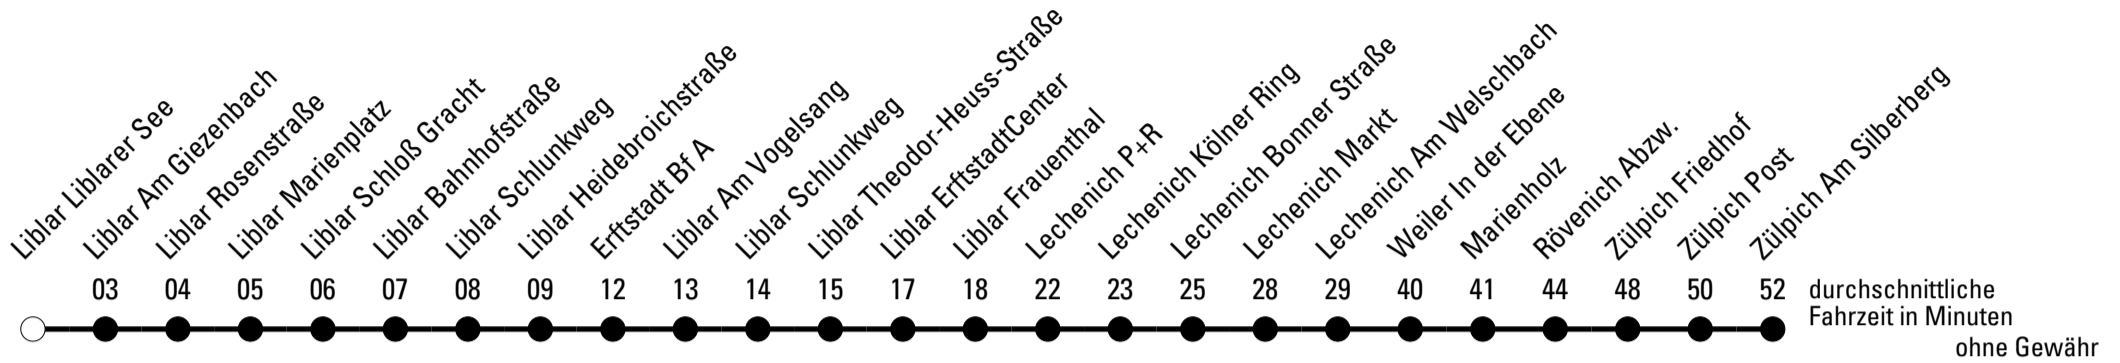 Liblar Liblarer See
Liblar Am Giezenbach
Liblar Rosenstraße
Liblar Marienplatz
Liblar Schloß Gracht
Liblar Bahnhofstraße
Liblar Schlunkweg
Liblar Heidebroichstraße
Erftstadt Bf A
Liblar Am Vogelsang
Liblar Schlunkweg
Liblar Theodor-Heuss-Straße
Liblar ErftstadtCenter
Liblar Frauenthal
Lechenich P+R
Lechenich Kölner Ring
Lechenich Bonner Straße
Lechenich Markt
Lechenich Am Welschbach
Weiler In der Ebene
Marienholz
Rövenich Abzw.
Zülpich Friedhof
Zülpich Post
Zülpich Am Silberberg
03 04 05 06 07 08 09 12 13 14 15 17 18 22 23 25 28 29 40 41 44 48 50 52
durchschnittliche
Fahrzeit in Minuten
ohne Gewähr